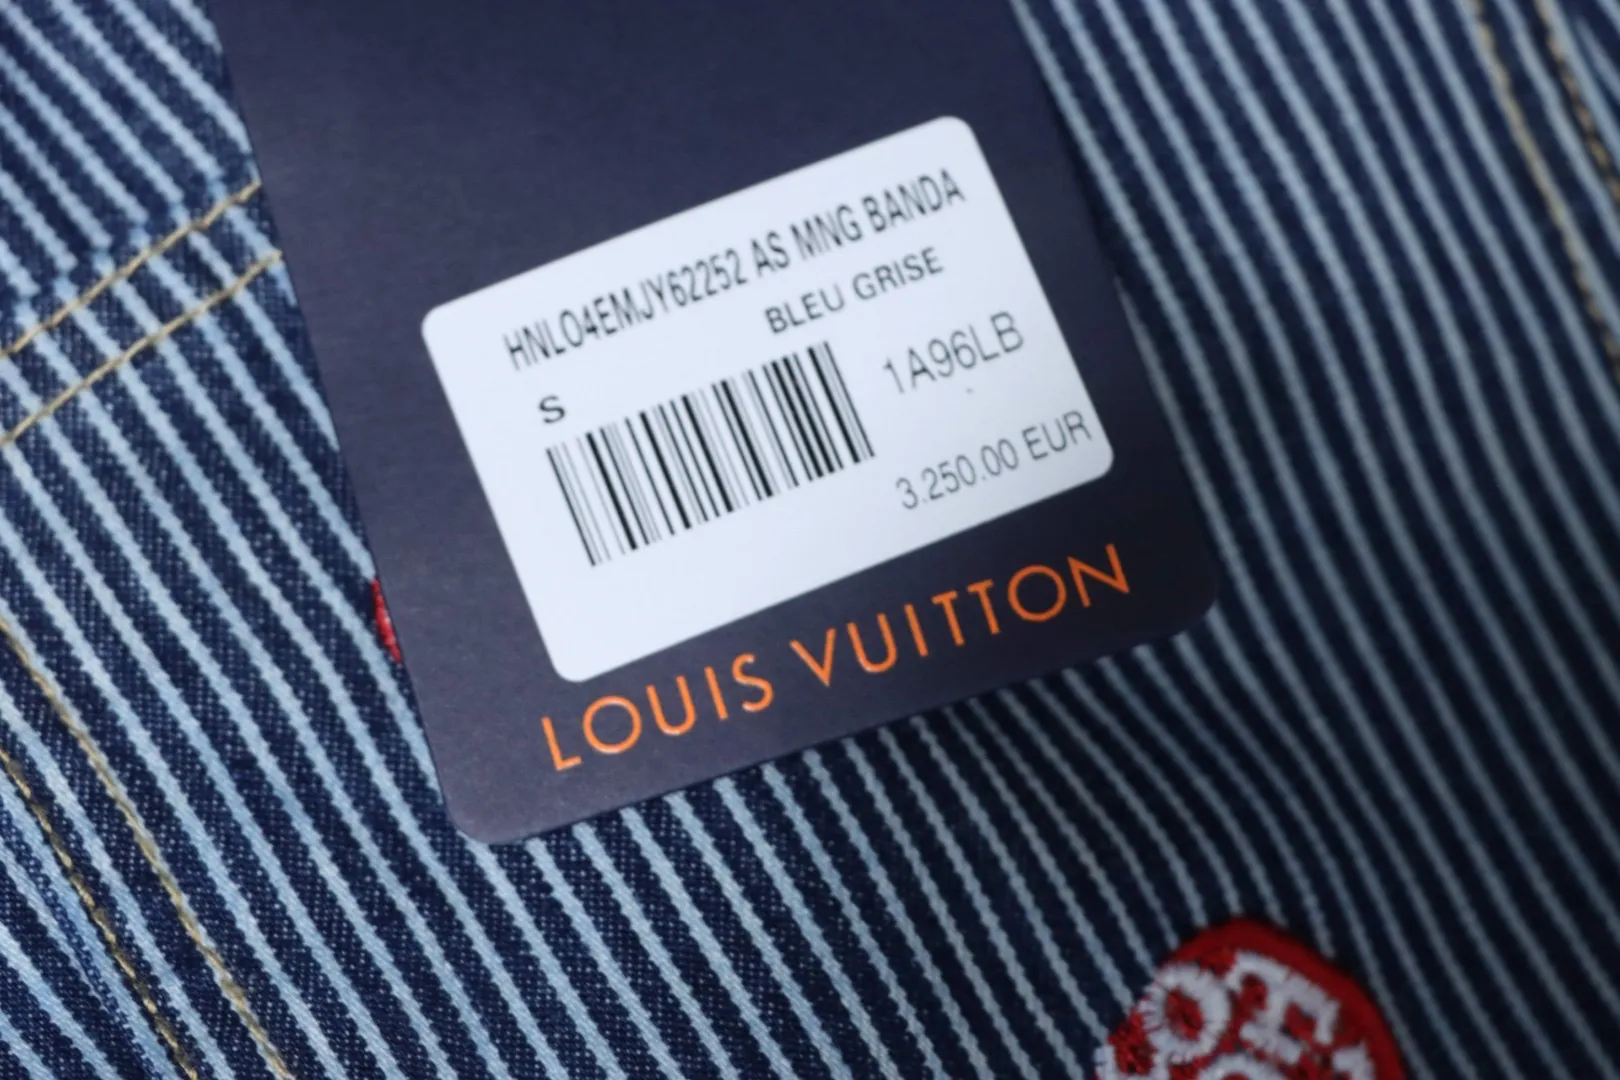 HNL04EMJY62252 AS MNG BANDA
BLEU GRISE
S
1A96LB
3.250.00 EUR
LOUIS VUITTON